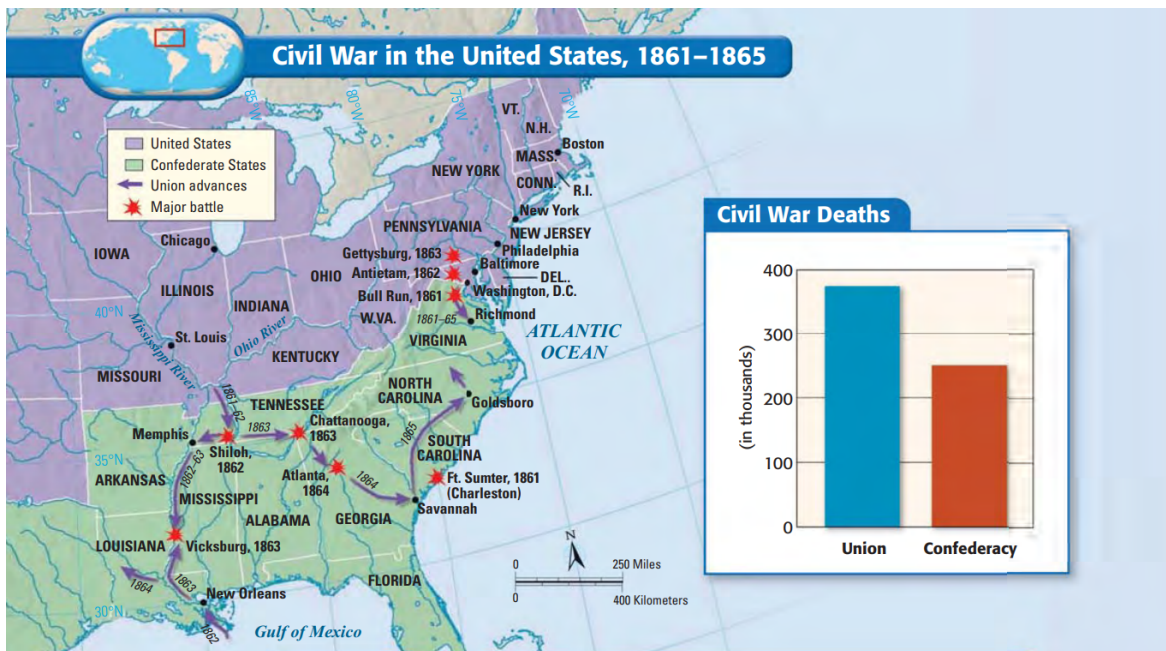 Civil War in the United States, 1861–1865
85°W
80°W
75°W
70°W
United States
Confederate States
Union advances
Major battle
VT.
N.H.
Boston
MASS.
NEW YORK
CONN.
R.I.
New York
PENNSYLVANIA
NEW JERSEY
Philadelphia
Gettysburg, 1863
Baltimore
Antietam, 1862
DEL.
Washington, D.C.
Bull Run, 1861
IOWA
Chicago
OHIO
ILLINOIS
INDIANA
40°N
W.VA.
1861–65
Richmond
VIRGINIA
ATLANTIC
OCEAN
Mississippi River
St. Louis
Ohio River
KENTUCKY
MISSOURI
1861–62
NORTH
CAROLINA
Goldsboro
TENNESSEE
Chattanooga,
1863
1863
Memphis
Shiloh,
1862
35°N
1862–63
ARKANSAS
MISSISSIPPI
Atlanta,
1864
1864
1865
SOUTH
CAROLINA
Ft. Sumter, 1861
(Charleston)
Savannah
ALABAMA
GEORGIA
LOUISIANA
Vicksburg, 1863
1864
1863
New Orleans
30°N
1862
FLORIDA
Gulf of Mexico
N
0
250 Miles
0
400 Kilometers
Civil War Deaths
(in thousands)
400
300
200
100
0
Union
Confederacy